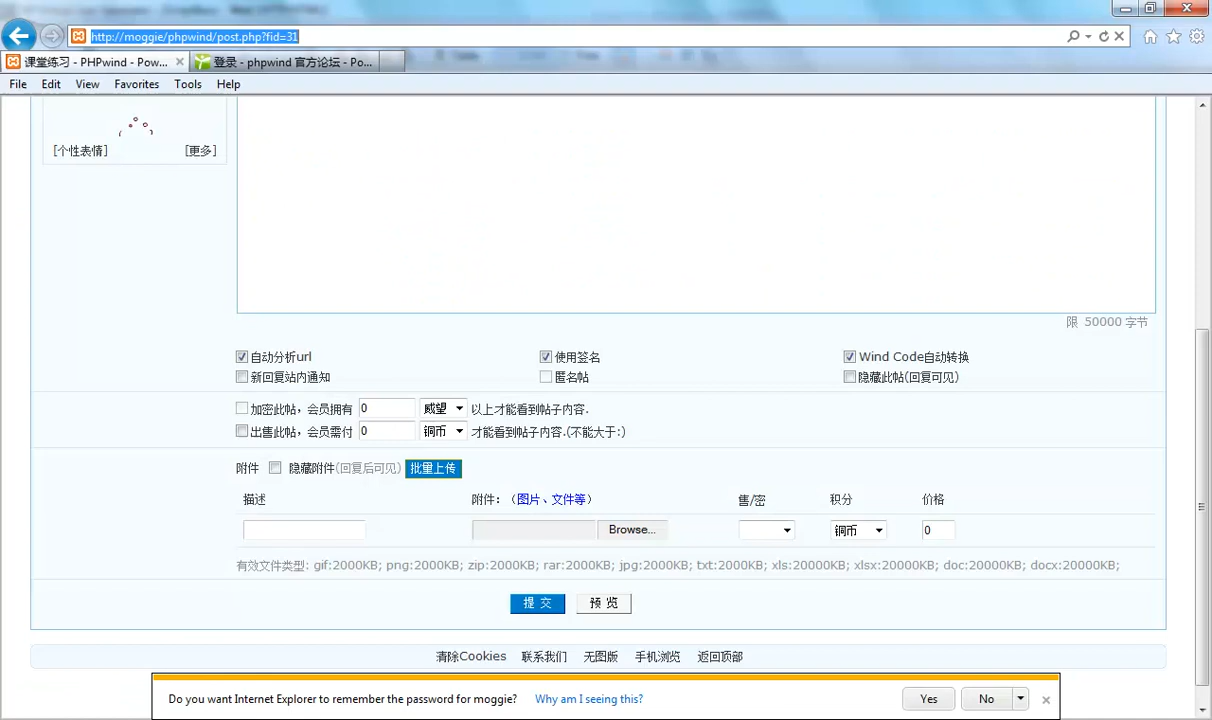 http://moggie/phpwind/post.php?fid=31
课堂练习 - PHPwind - Pow... 登录 - phpwind 官方论坛 - Po...
File Edit View Favorites Tools Help
[个性表情] [更多]
限 50000 字节
自动分析url 使用签名 Wind Code自动转换
新回复站内通知 匿名帖 隐藏此帖(回复可见)
加密此帖，会员拥有 0 威望 以上才能看到帖子内容.
出售此帖，会员需付 0 铜币 才能看到帖子内容.(不能大于:)
附件 隐藏附件(回复后可见) 批量上传
描述 附件：（图片、文件等） 售/密 积分 价格
Browse... 铜币 0
有效文件类型: gif:2000KB; png:2000KB; zip:2000KB; rar:2000KB; jpg:2000KB; txt:2000KB; xls:20000KB; xlsx:20000KB; doc:20000KB; docx:20000KB;
提 交 预 览
清除Cookies 联系我们 无图版 手机浏览 返回顶部
Do you want Internet Explorer to remember the password for moggie? Why am I seeing this? Yes No